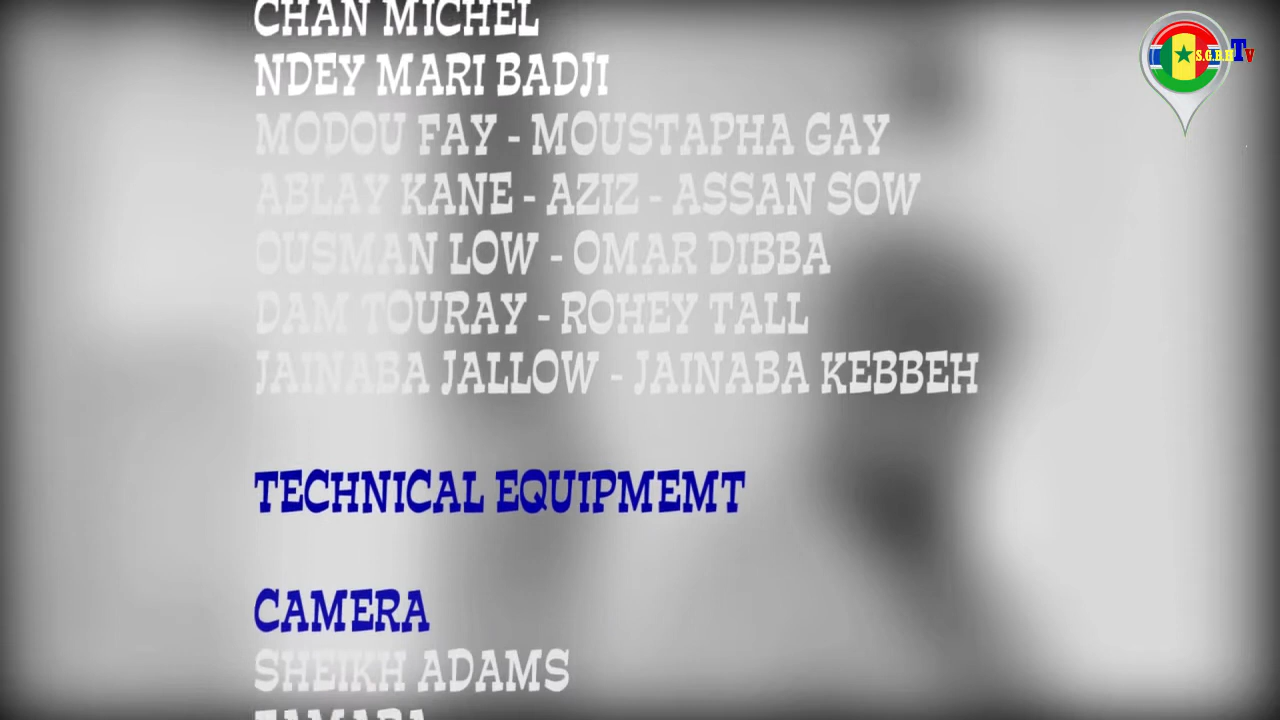 CHAN MICHEL
NDEY MARI BADJI
MODOU FAY - MOUSTAPHA GAY
ABLAY KANE - AZIZ - ASSAN SOW
OUSMAN LOW - OMAR DIBBA
DAM TOURAY - ROHEY TALL
JAINABA JALLOW - JAINABA KEBBEH
TECHNICAL EQUIPMEMT
CAMERA
SHEIKH ADAMS